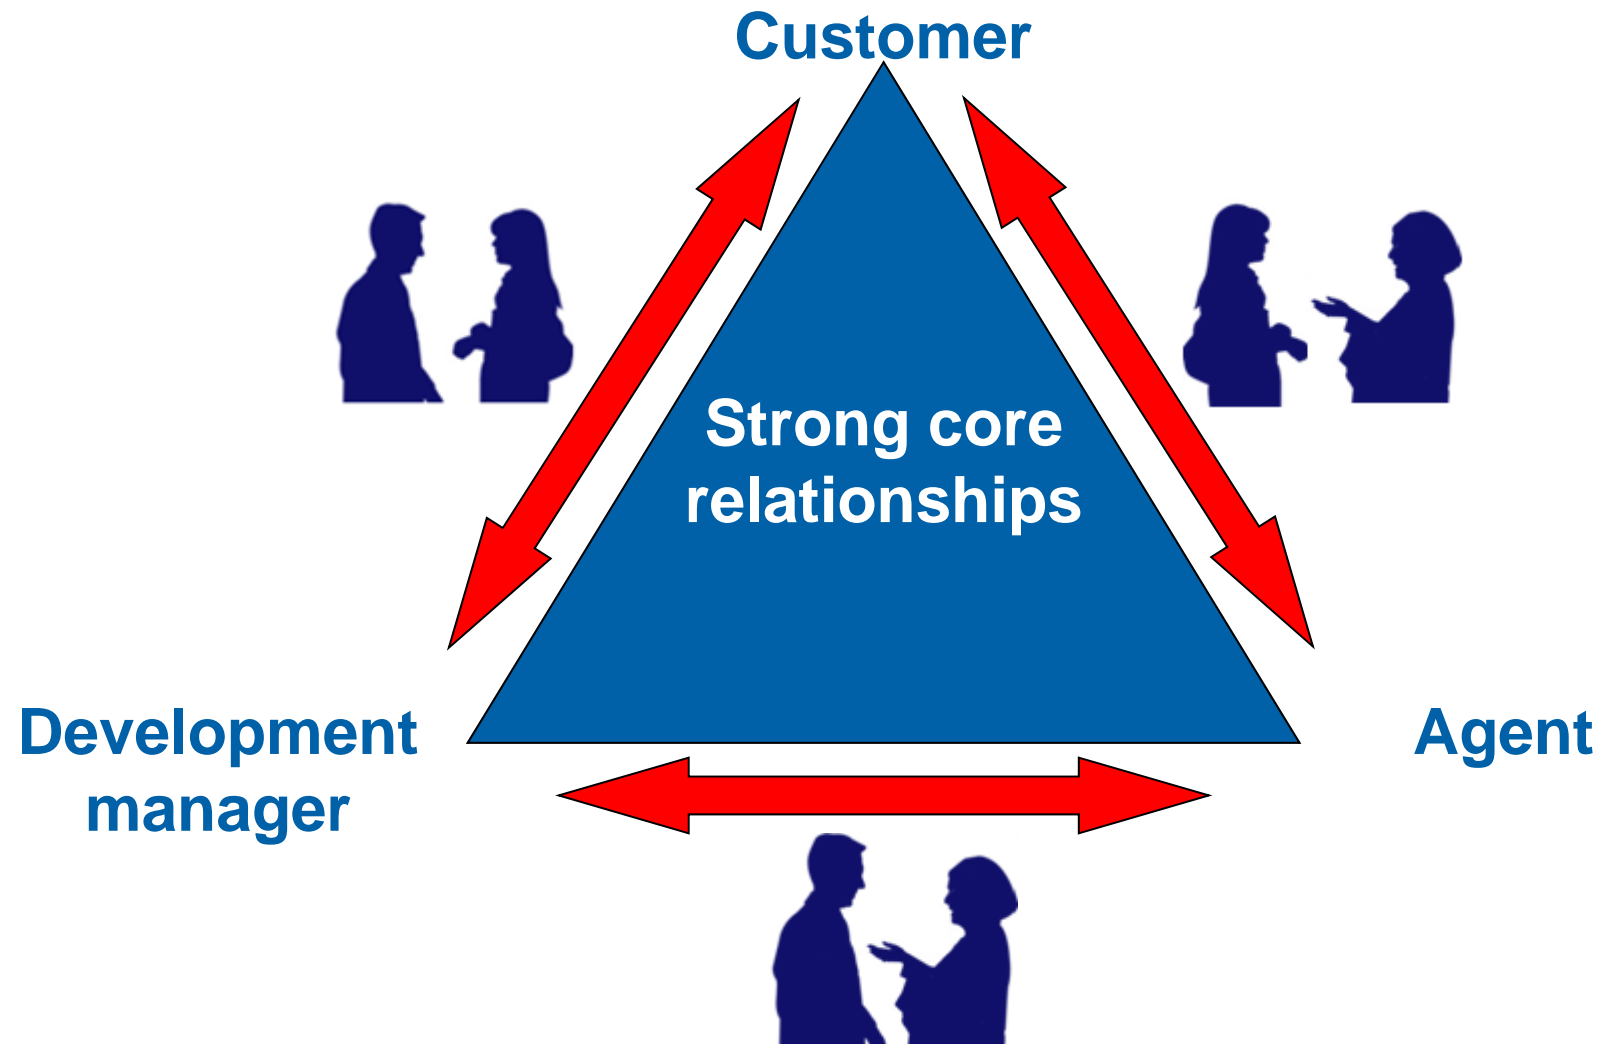 Customer
Strong core
relationships
Development
manager
Agent